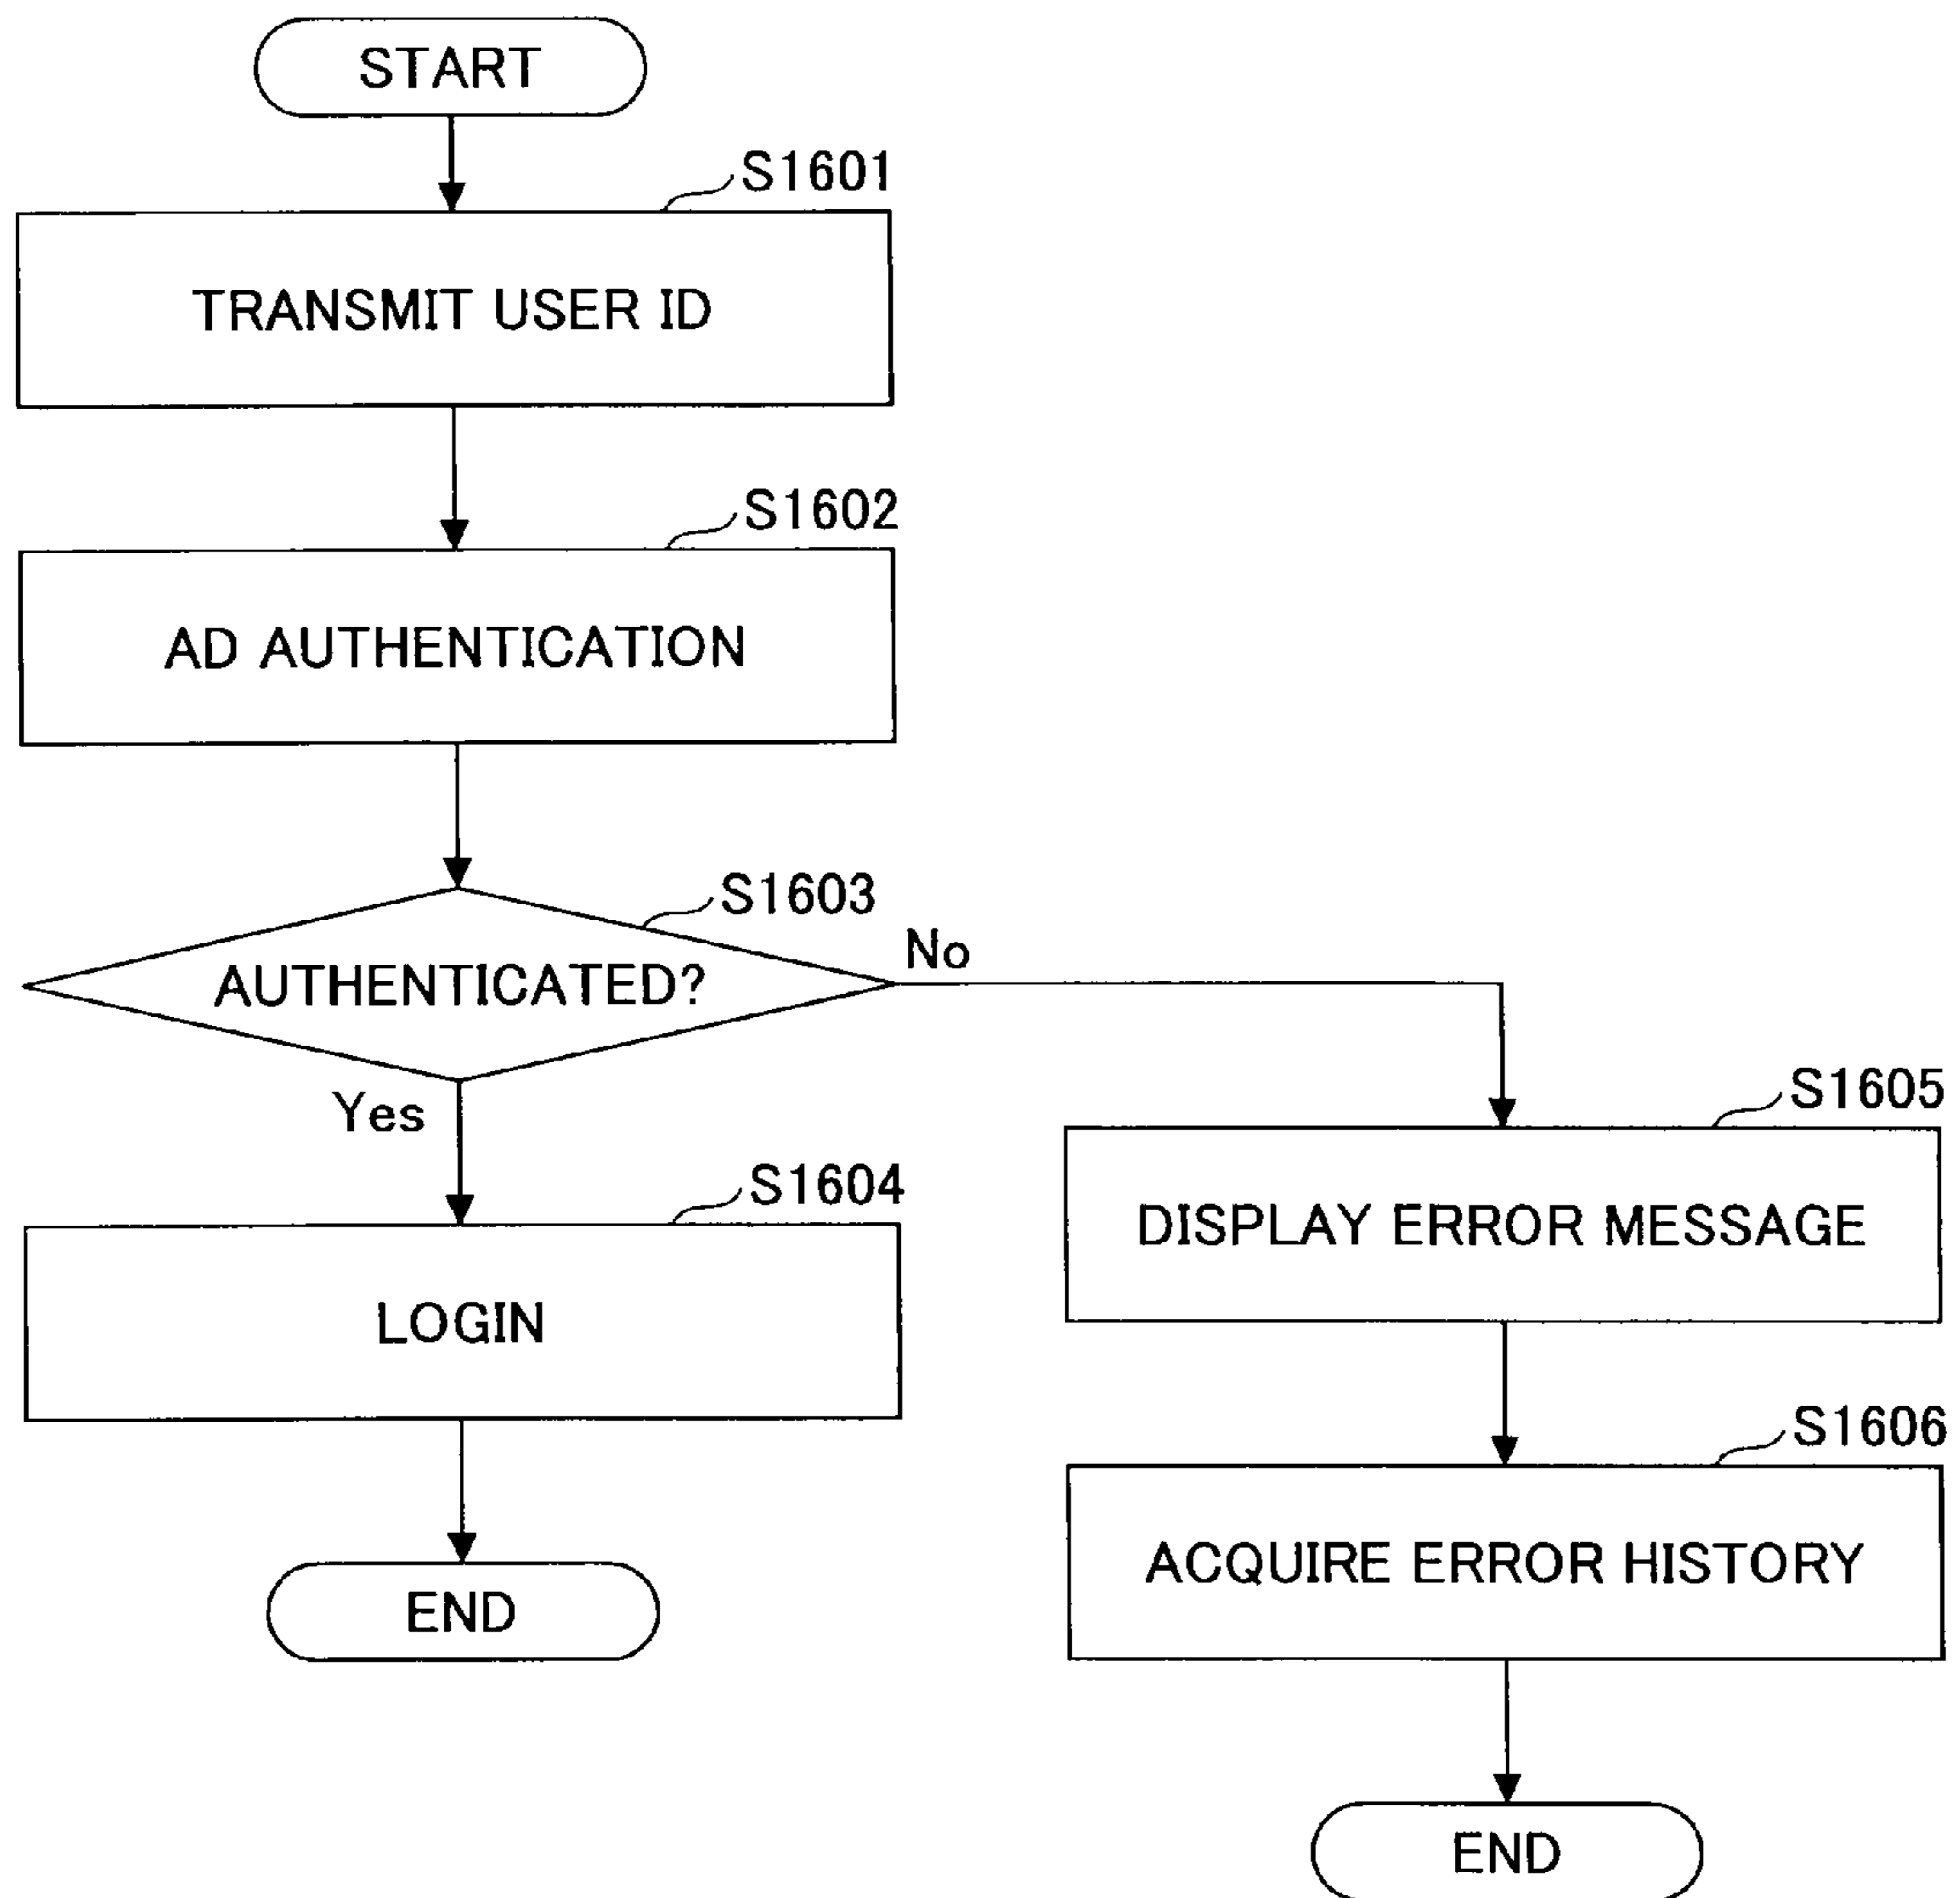 START
S1601
TRANSMIT USER ID
S1602
AD AUTHENTICATION
S1603
AUTHENTICATED?
No
Yes
S1604
LOGIN
END
S1605
DISPLAY ERROR MESSAGE
S1606
ACQUIRE ERROR HISTORY
END